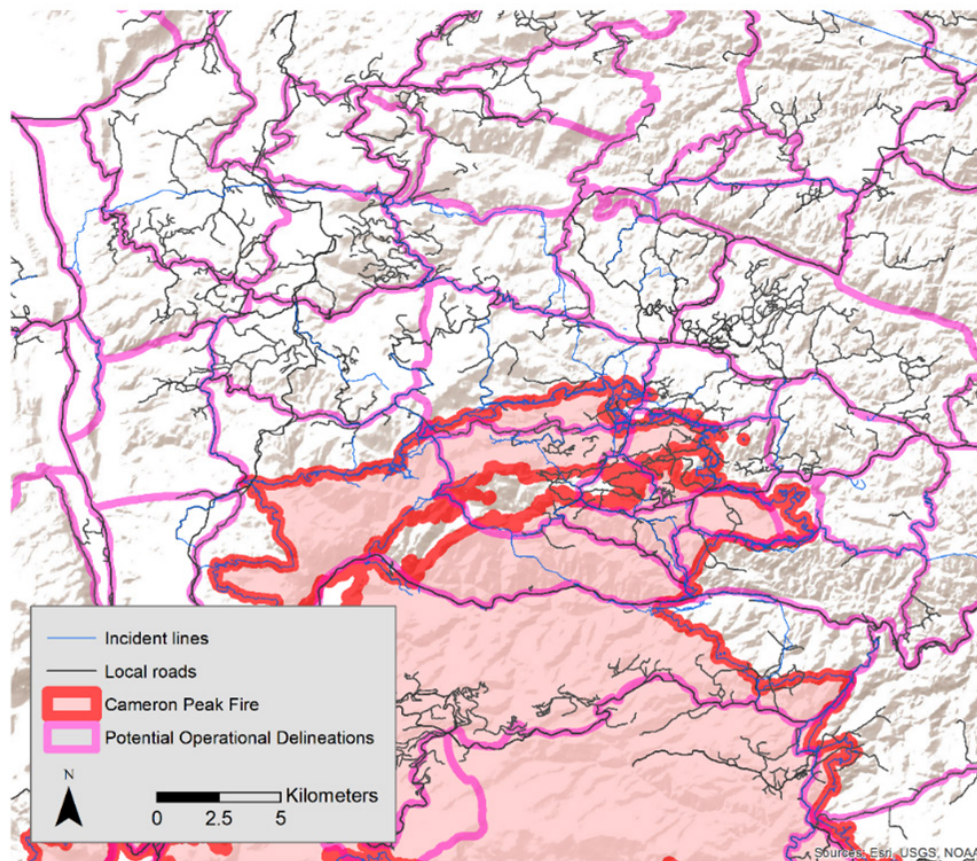 Incident lines
Local roads
Cameron Peak Fire
Potential Operational Delineations
N
Kilometers
0 2.5 5
Sources: Esri, USGS, NOAA